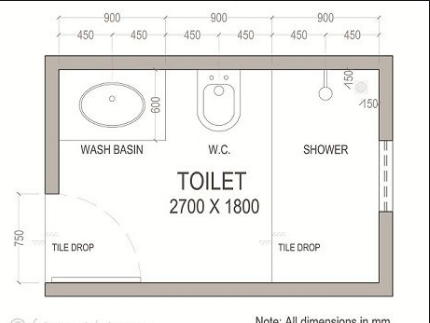 900 900 900
450 450 450 450 450 450
150
600
150
WASH BASIN W.C. SHOWER
TOILET
2700 X 1800
750
TILE DROP TILE DROP
Note: All dimensions in mm